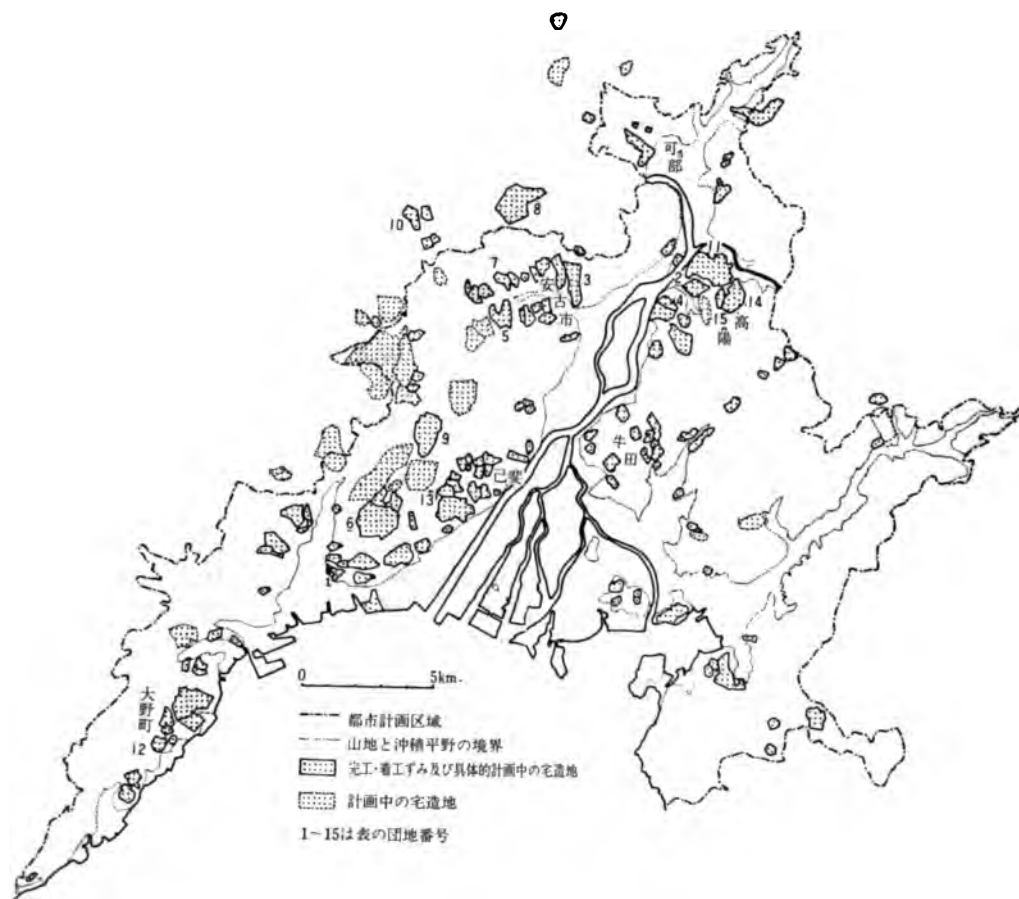 可部
10
8
7
安古市
3
5
2
4
14
15
高陽
9
牛田
己斐
13
6
1
大野町
12
0 5km.
都市計画区域
山地と沖積平野の境界
完工・着工ずみ及び具体的計画中の宅造地
計画中の宅造地
1~15は表の団地番号